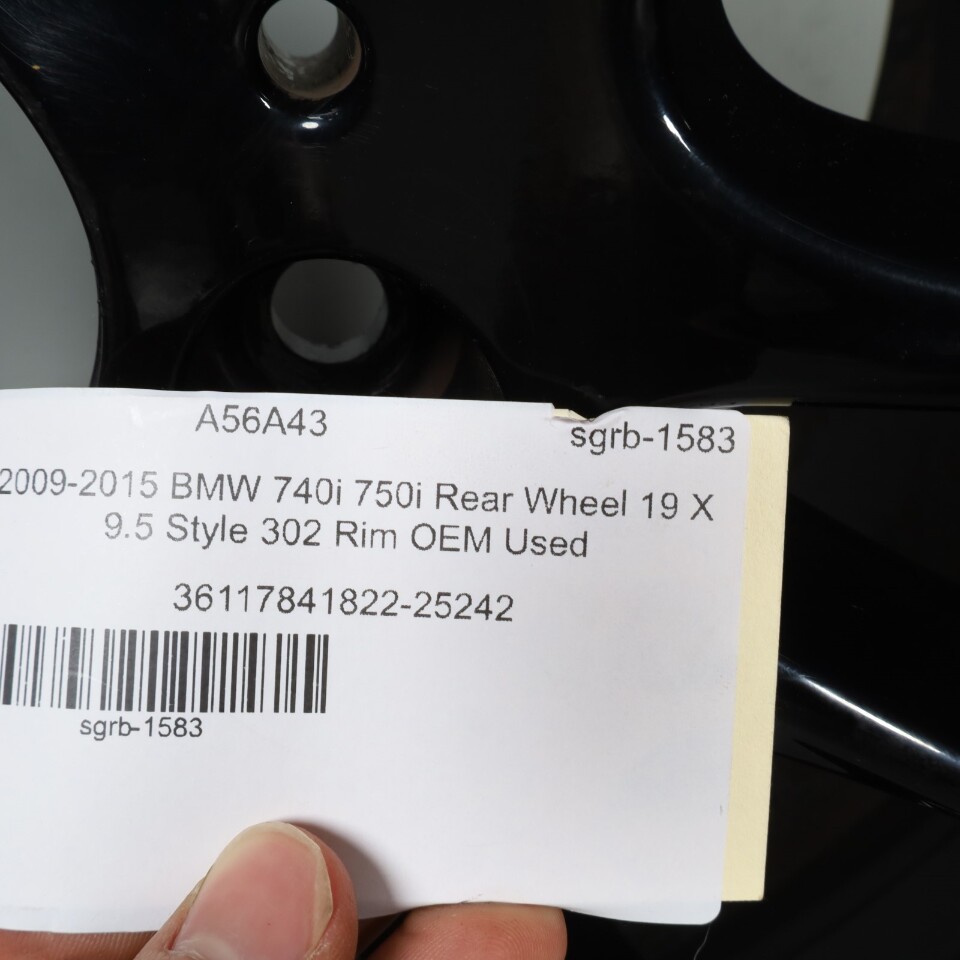 A56A43 sgrb-1583
2009-2015 BMW 740i 750i Rear Wheel 19 X
9.5 Style 302 Rim OEM Used
36117841822-25242
sgrb-1583